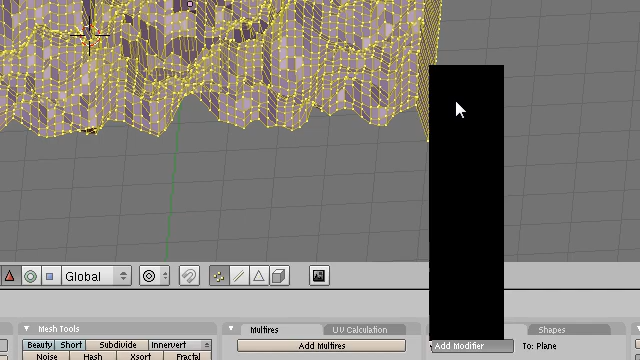 Global
Mesh Tools
Multires
UV Calculation
Shapes
Beauty Short Subdivide Innervert
Add Multires
Add Modifier
To: Plane
Noise Hash Xsort Fractal